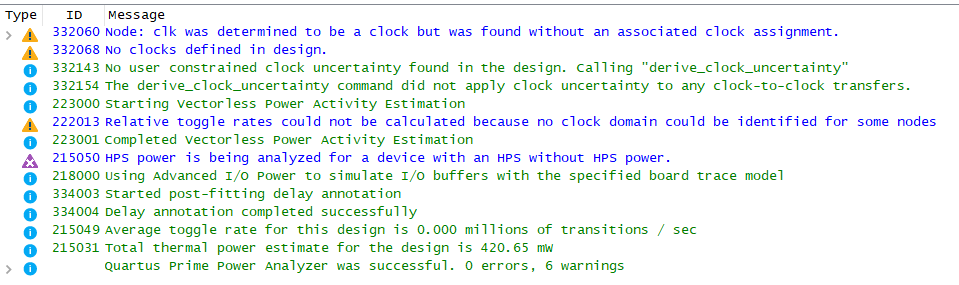 Type ID Message
332060 Node: clk was determined to be a clock but was found without an associated clock assignment.
332068 No clocks defined in design.
332143 No user constrained clock uncertainty found in the design. Calling "derive_clock_uncertainty"
332154 The derive_clock_uncertainty command did not apply clock uncertainty to any clock-to-clock transfers.
223000 Starting Vectorless Power Activity Estimation
222013 Relative toggle rates could not be calculated because no clock domain could be identified for some nodes
223001 Completed Vectorless Power Activity Estimation
215050 HPS power is being analyzed for a device with an HPS without HPS power.
218000 Using Advanced I/O Power to simulate I/O buffers with the specified board trace model
334003 Started post-fitting delay annotation
334004 Delay annotation completed successfully
215049 Average toggle rate for this design is 0.000 millions of transitions / sec
215031 Total thermal power estimate for the design is 420.65 mW
Quartus Prime Power Analyzer was successful. 0 errors, 6 warnings